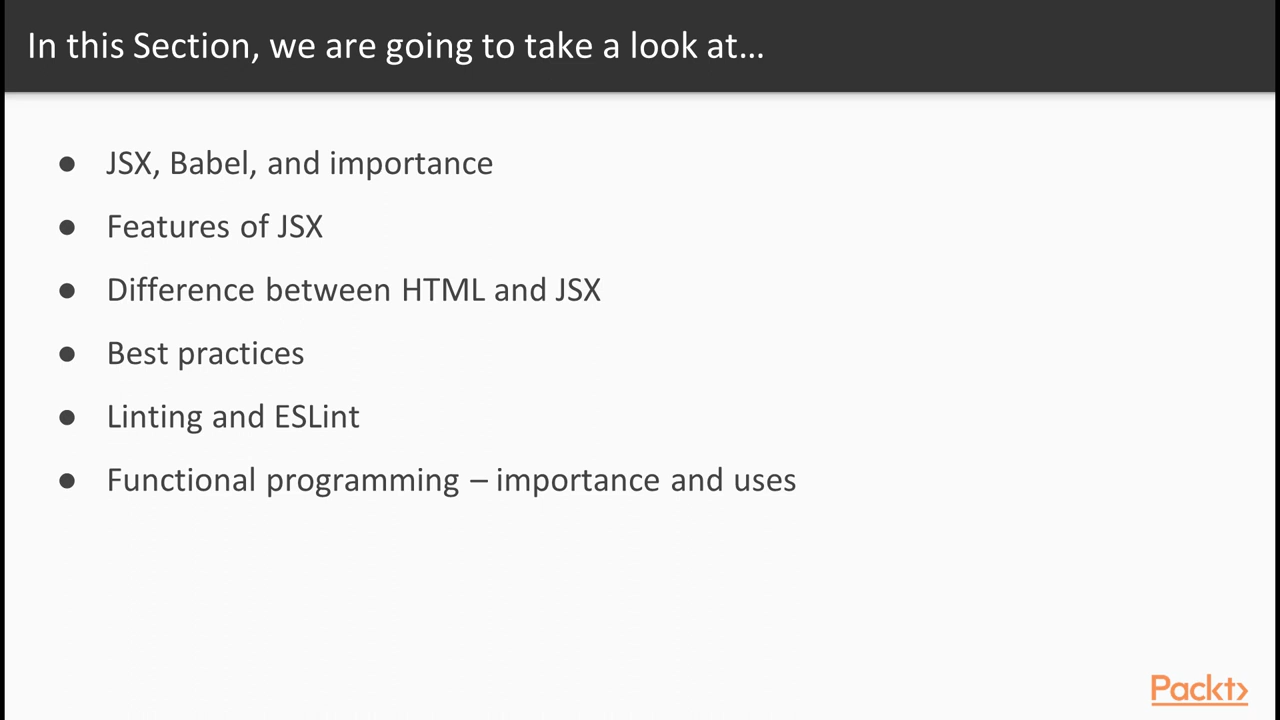 In this Section, we are going to take a look at...
● JSX, Babel, and importance
● Features of JSX
● Difference between HTML and JSX
● Best practices
● Linting and ESLint
● Functional programming – importance and uses
Packt>